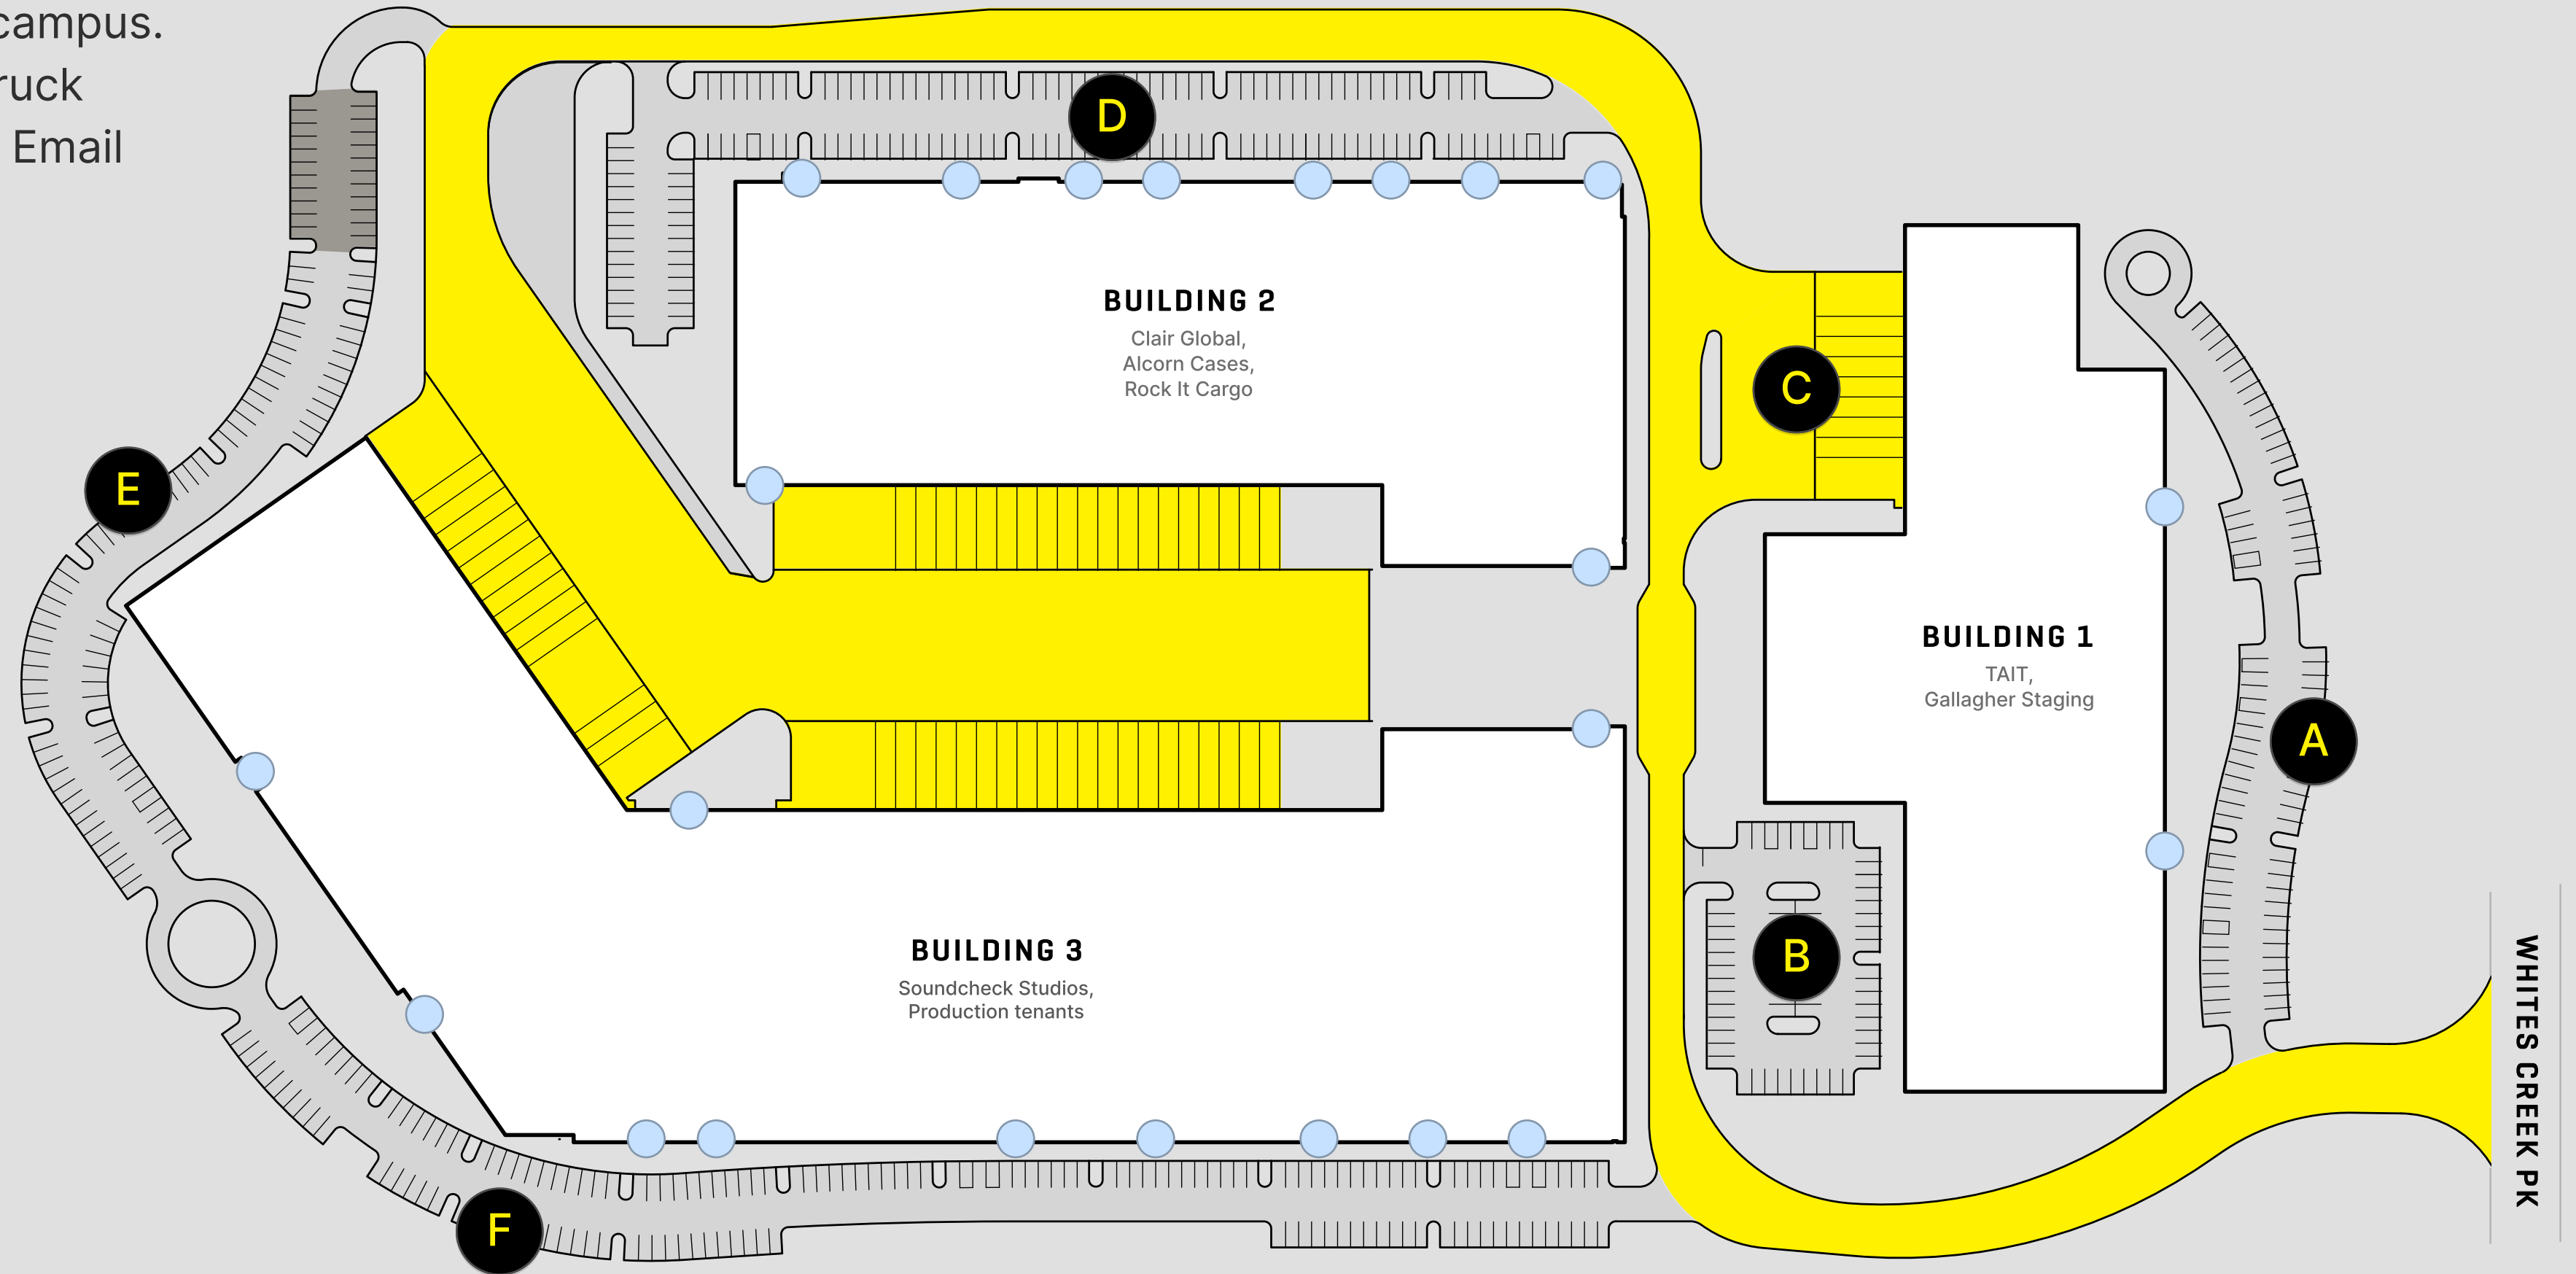 campus.
ruck
Email
D
BUILDING 2
Clair Global,
Alcorn Cases,
Rock It Cargo
C
E
BUILDING 1
TAIT,
Gallagher Staging
A
BUILDING 3
Soundcheck Studios,
Production tenants
B
WHITES CREEK PK
F